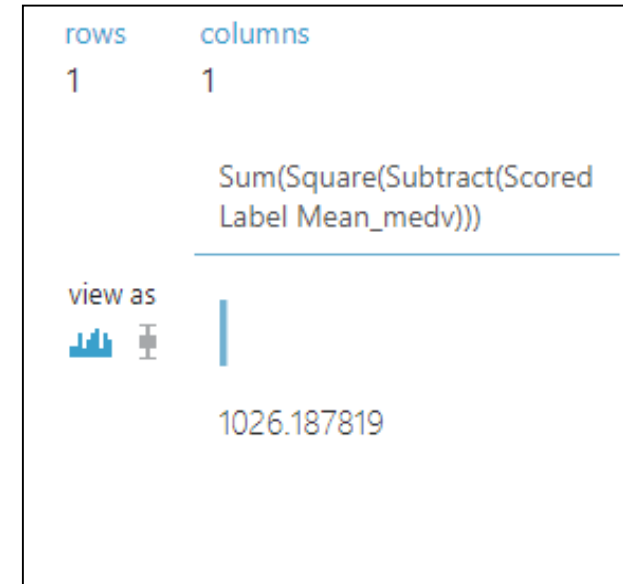 rows columns
1 1
Sum(Square(Subtract(Scored
Label Mean_medv)))
view as
1026.187819